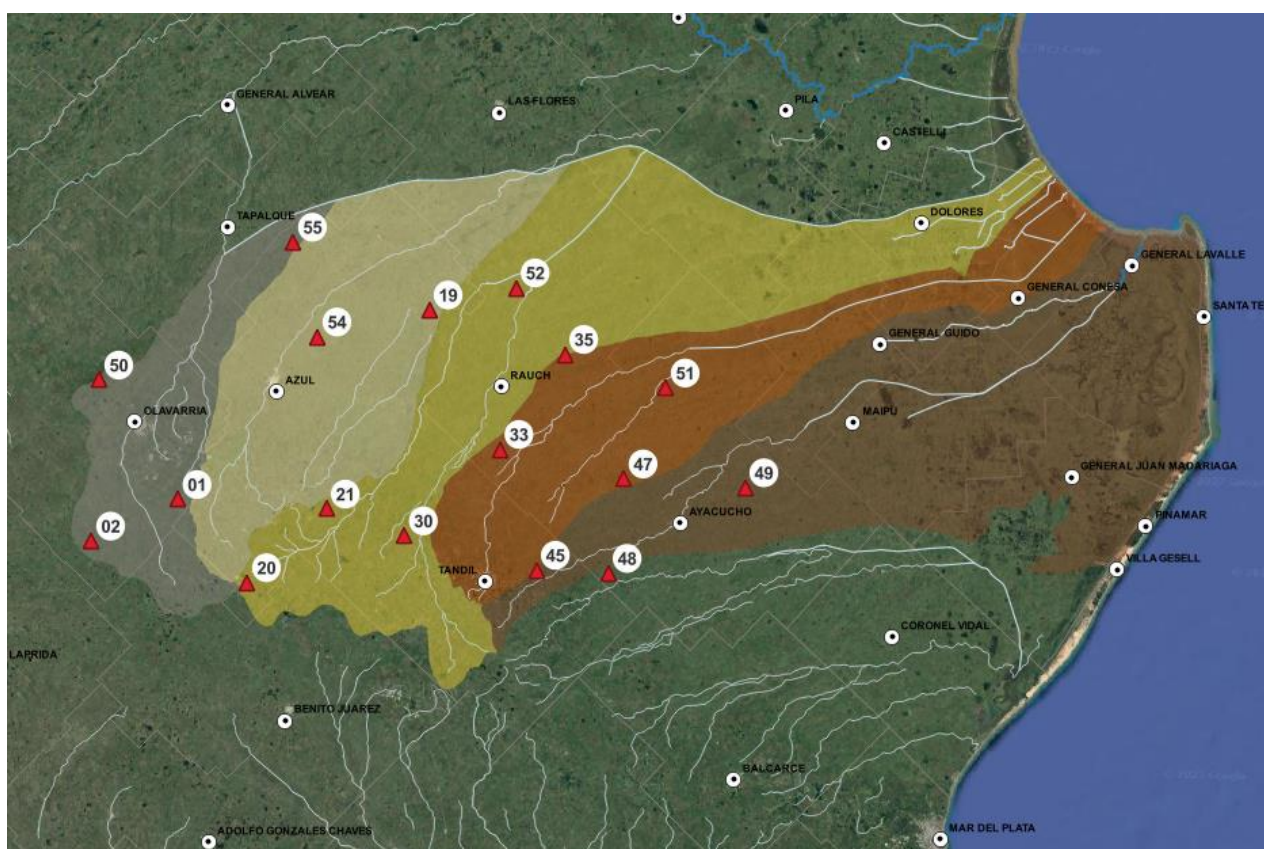 GENERAL ALVEAR
LAS FLORES
PILA
CASTELLI
TAPALQUE
55
DOLORES
GENERAL LAVALLE
52
19
GENERAL CONESA
SANTA TE
54
35
GENERAL GUIDO
50
51
AZUL
RAUCH
OLAVARRIA
MAIPU
33
47
49
GENERAL JUAN MADARIAGA
01
21
AYACUCHO
PINAMAR
02
30
45
48
VILLA GESELL
20
TANDIL
CORONEL VIDAL
LAPRIDA
BENITO JUAREZ
BALCARCE
ADOLFO GONZALES CHAVES
MAR DEL PLATA